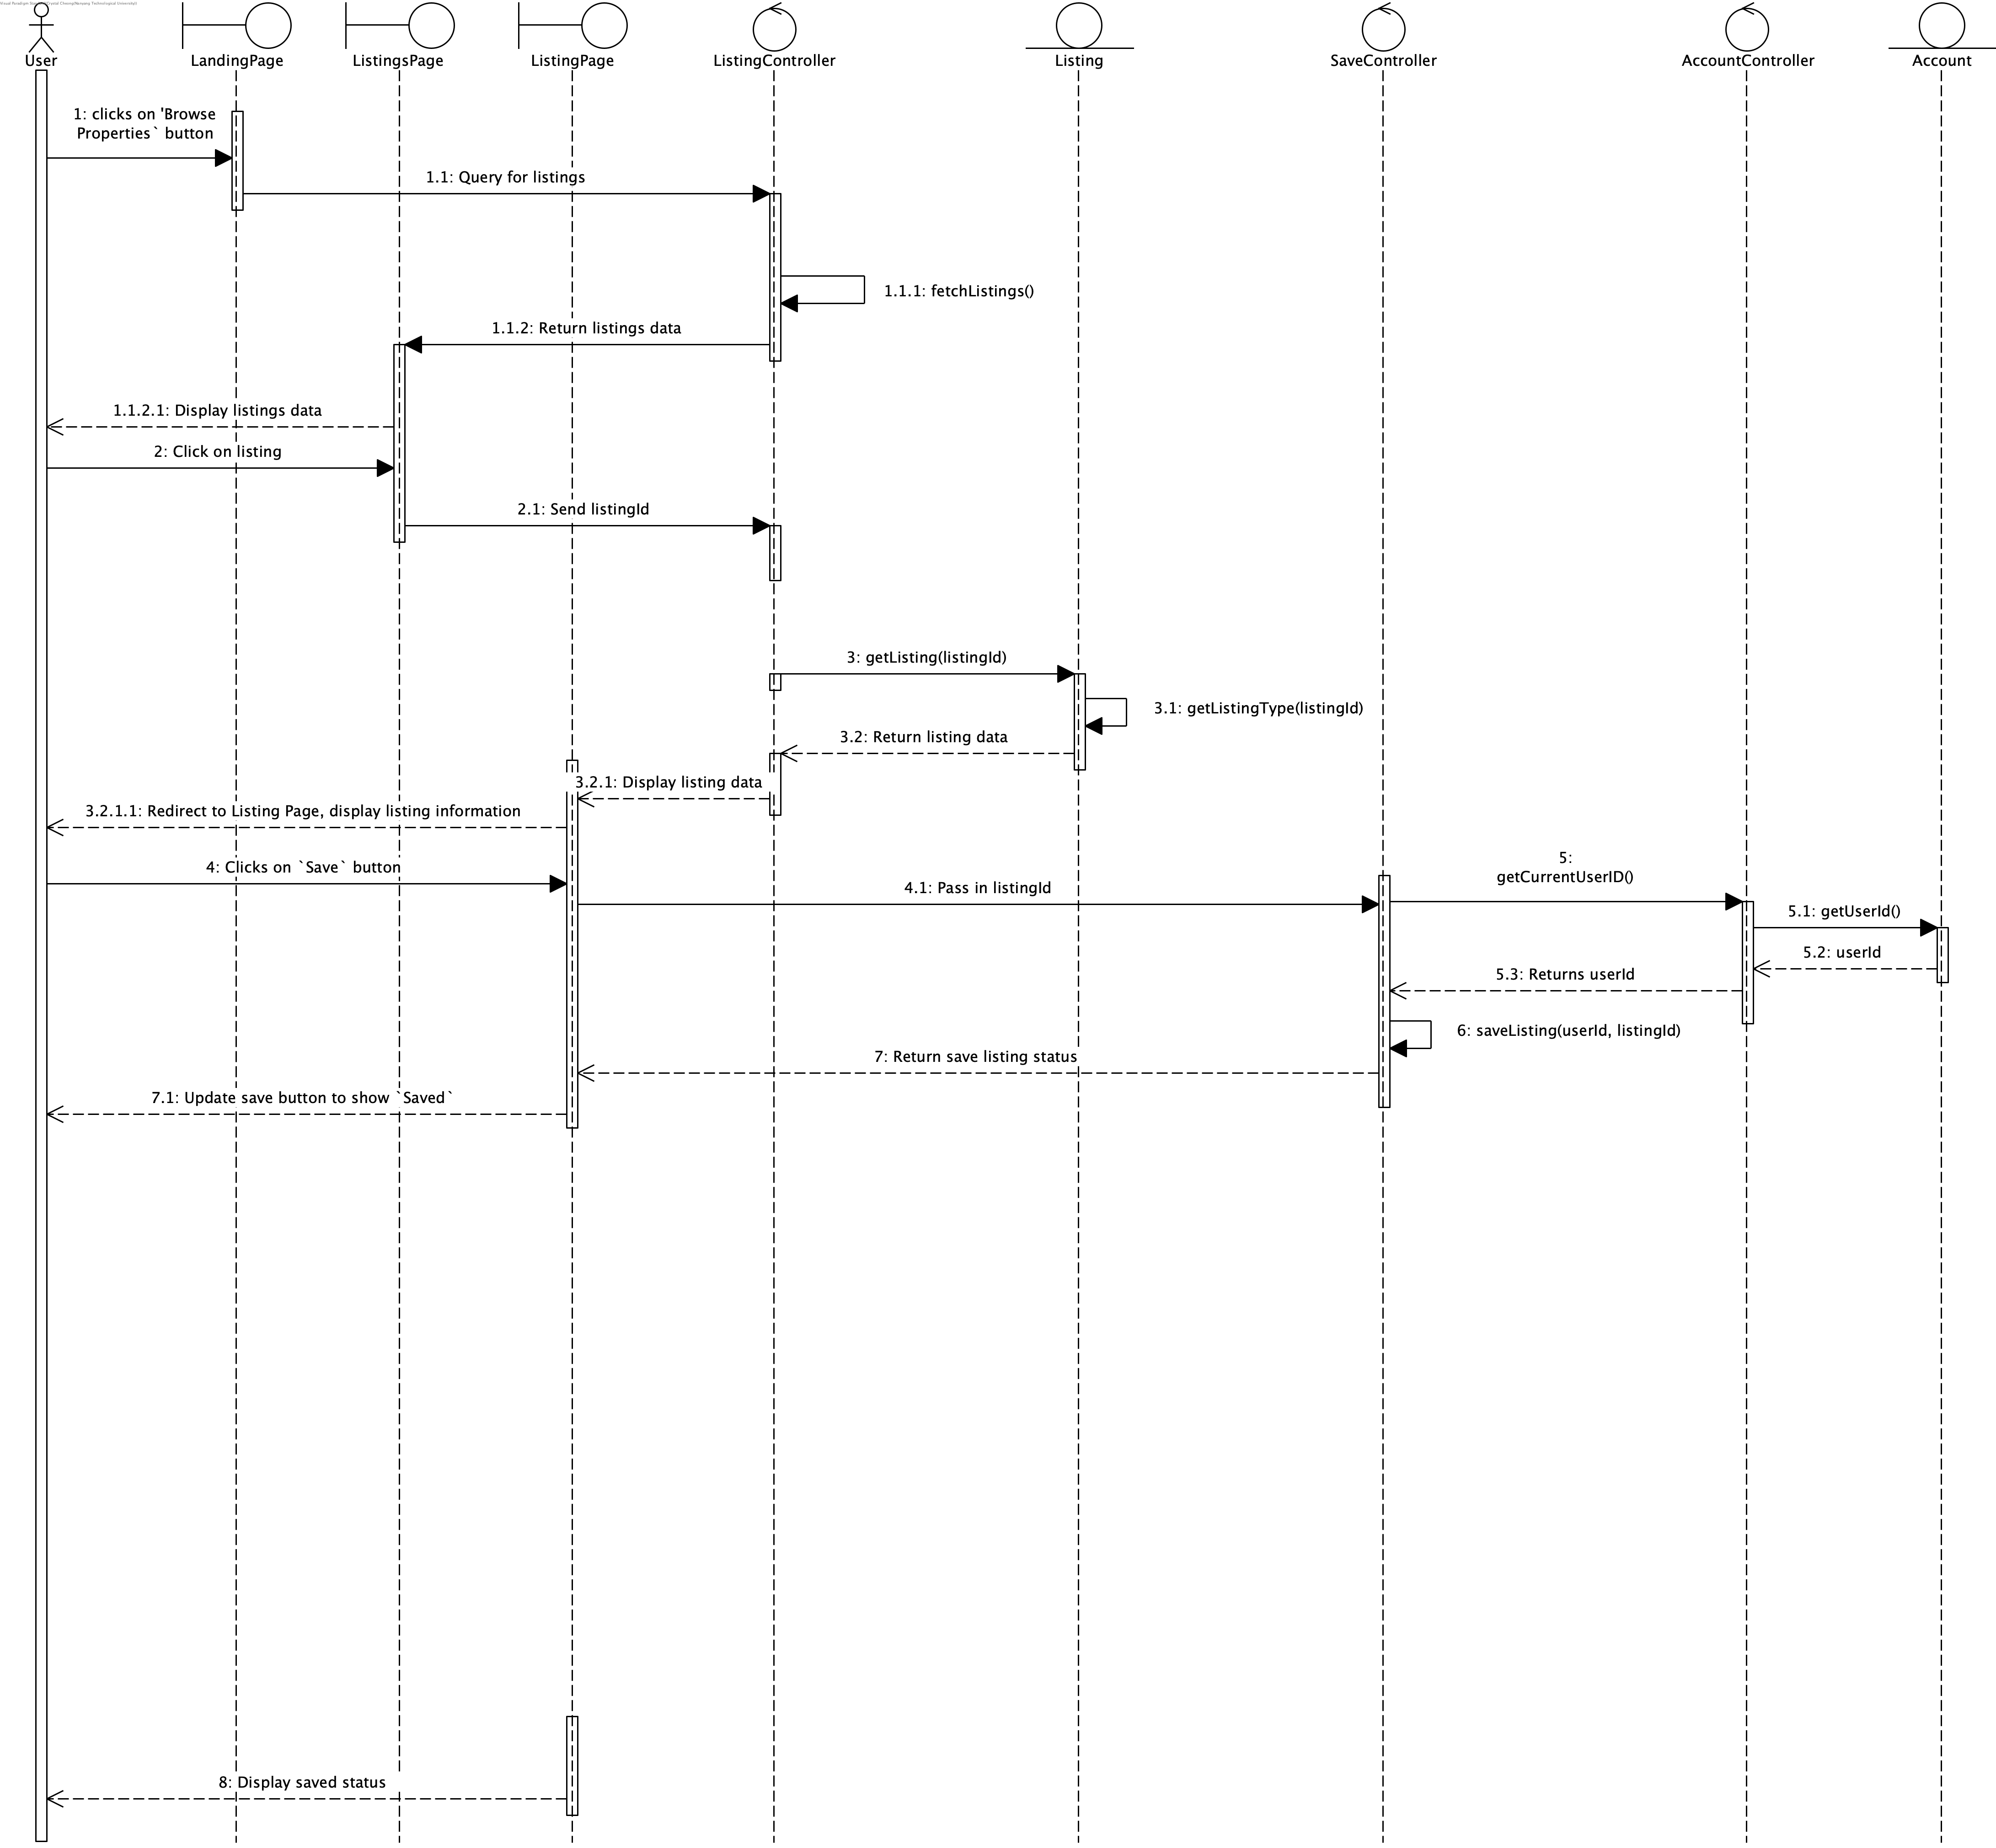 User
LandingPage
ListingsPage
ListingPage
ListingController
Listing
SaveController
AccountController
Account
1: clicks on 'Browse
Properties` button
1.1: Query for listings
1.1.1: fetchListings()
1.1.2: Return listings data
1.1.2.1: Display listings data
2: Click on listing
2.1: Send listingId
3: getListing(listingId)
3.1: getListingType(listingId)
3.2: Return listing data
3.2.1: Display listing data
3.2.1.1: Redirect to Listing Page, display listing information
4: Clicks on `Save` button
4.1: Pass in listingId
5:
getCurrentUserID()
5.1: getUserId()
5.2: userId
5.3: Returns userId
6: saveListing(userId, listingId)
7: Return save listing status
7.1: Update save button to show `Saved`
8: Display saved status